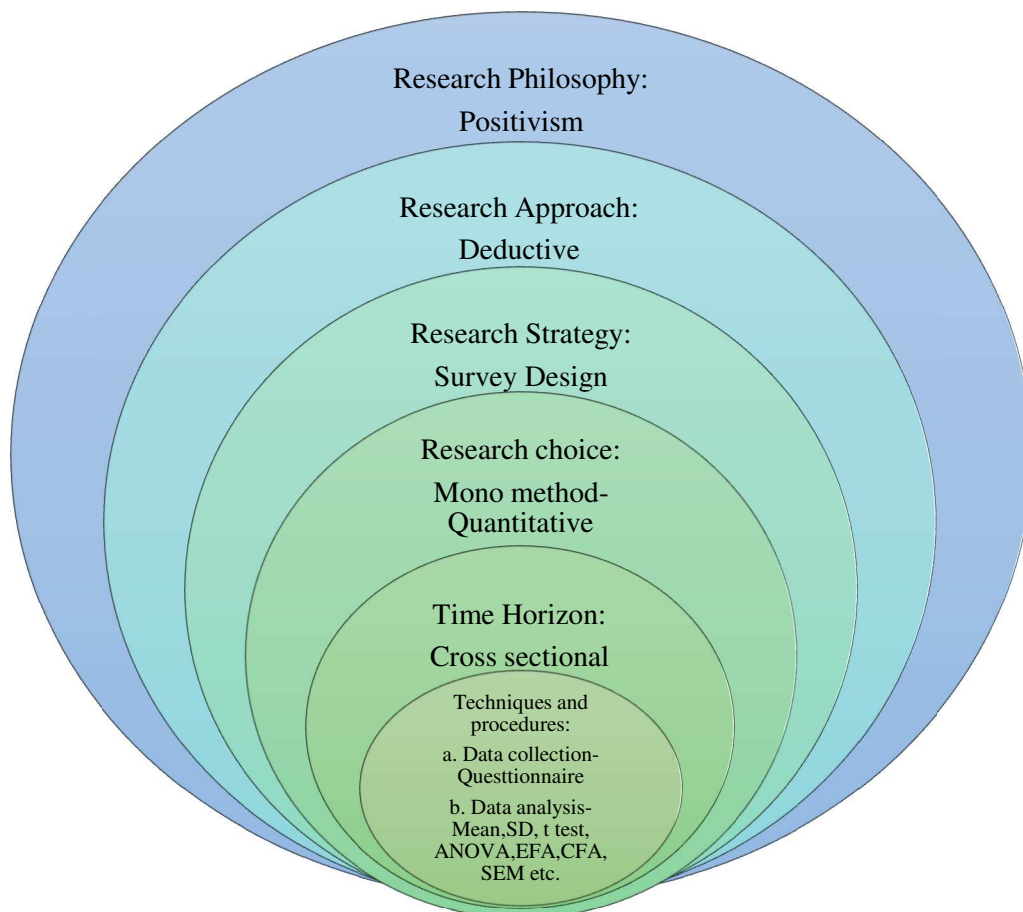 Research Philosophy:
Positivism
Research Approach:
Deductive
Research Strategy:
Survey Design
Research choice:
Mono method-
Quantitative
Time Horizon:
Cross sectional
Techniques and
procedures:
a. Data collection-
Questtionnaire
b. Data analysis-
Mean,SD, t test,
ANOVA,EFA,CFA,
SEM etc.